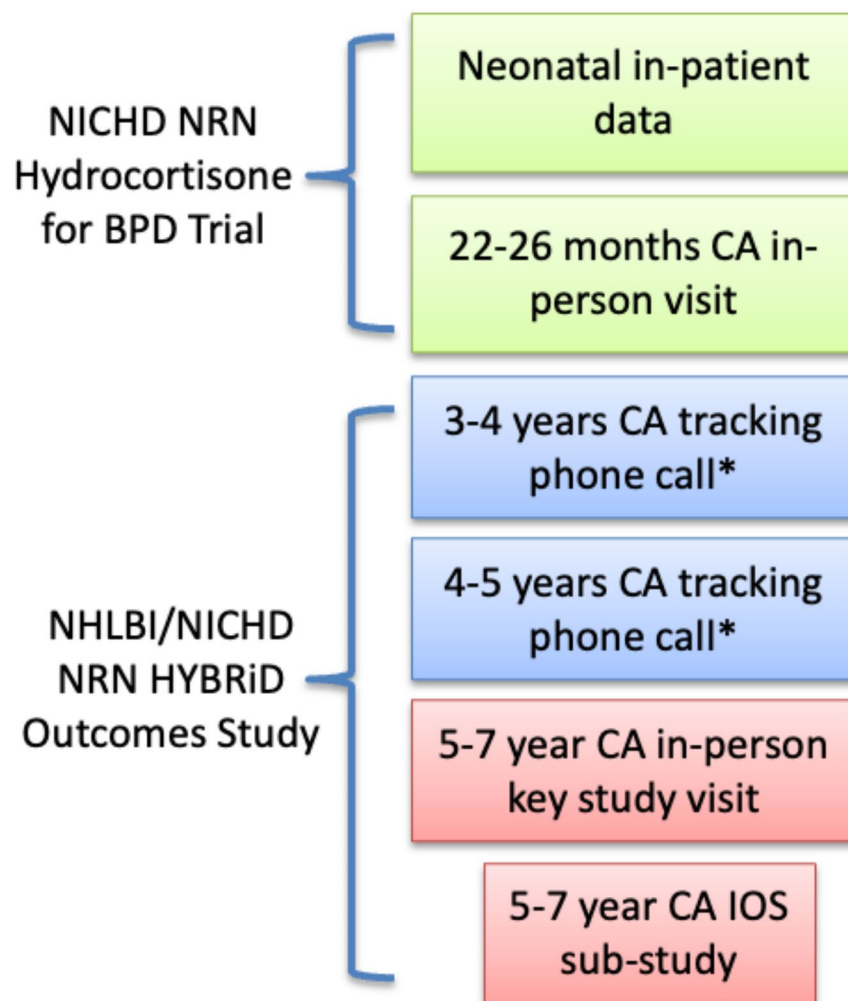 NICHD NRN
Hydrocortisone
for BPD Trial
Neonatal in-patient
data
22-26 months CA in-
person visit
NHLBI/NICHD
NRN HYBRiD
Outcomes Study
3-4 years CA tracking
phone call*
4-5 years CA tracking
phone call*
5-7 year CA in-person
key study visit
5-7 year CA IOS
sub-study